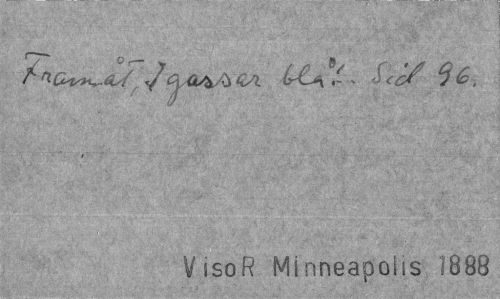 Framåt, I gossar blå!.. Sid 96.
VisoR Minneapolis 1888